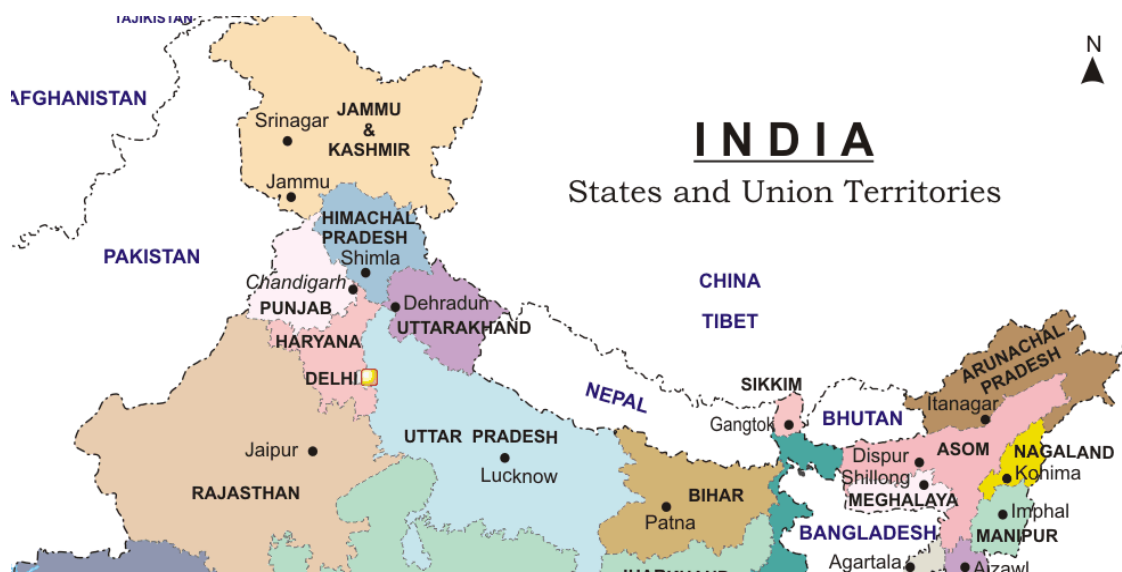 TAJIKISTAN
N
AFGHANISTAN
JAMMU
&
KASHMIR
Srinagar
INDIA
States and Union Territories
Jammu
HIMACHAL
PRADESH
Shimla
PAKISTAN
Chandigarh
PUNJAB
Dehradun
UTTARAKHAND
CHINA
TIBET
HARYANA
DELHI
ARUNACHAL
PRADESH
Itanagar
NEPAL
SIKKIM
Gangtok
BHUTAN
UTTAR PRADESH
Lucknow
Jaipur
RAJASTHAN
BIHAR
Patna
Dispur
ASOM
Shillong
MEGHALAYA
NAGALAND
Kohima
BANGLADESH
Imphal
MANIPUR
Agartala
Aizawl
JHARKHAND